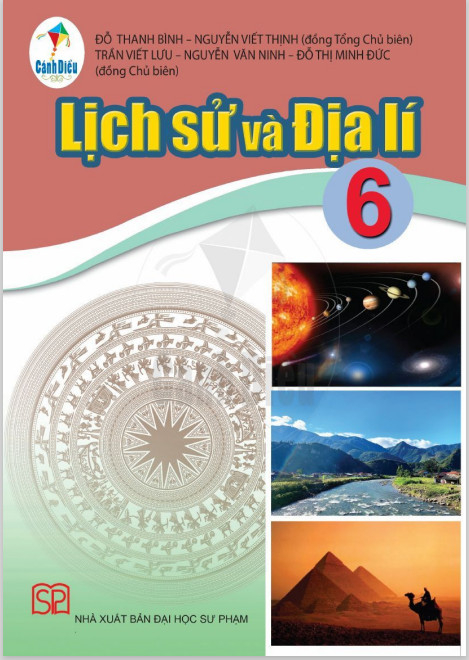 Cánh Diều
ĐỖ THANH BÌNH – NGUYỄN VIẾT THỊNH (đồng Tổng Chủ biên)
TRẦN VIẾT LƯU – NGUYỄN VĂN NINH – ĐỖ THỊ MINH ĐỨC
(đồng Chủ biên)
Lịch sử và Địa lí
6
SP
NHÀ XUẤT BẢN ĐẠI HỌC SƯ PHẠM